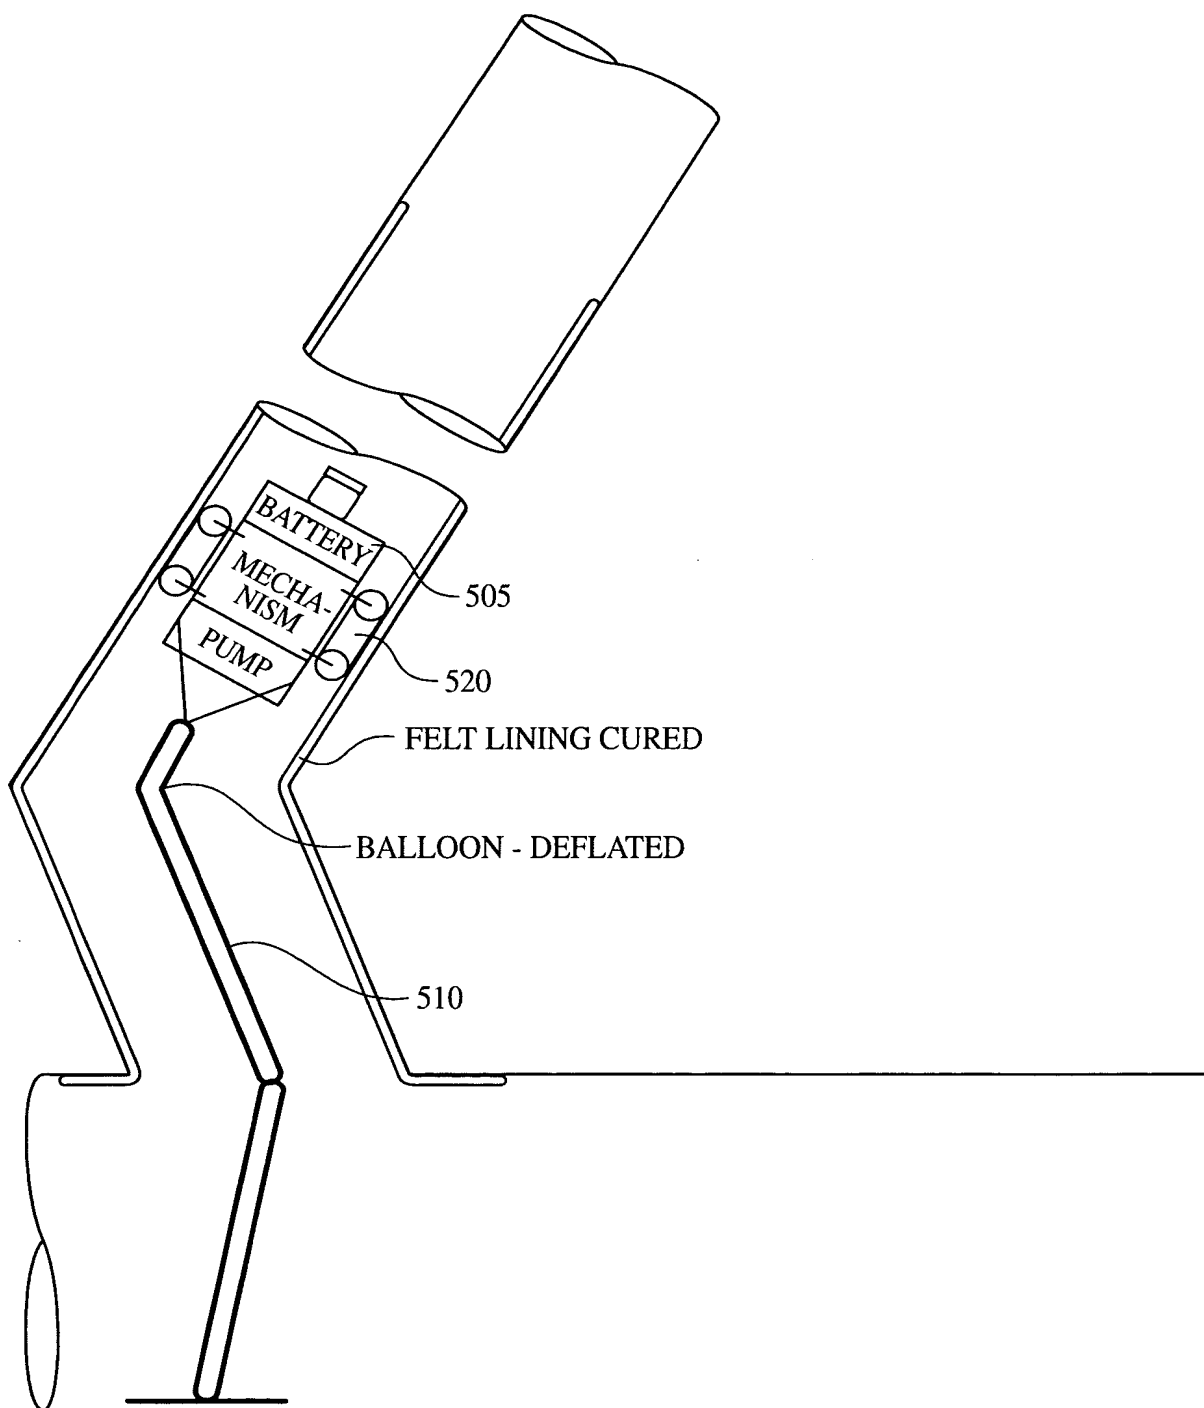 BATTERY
MECHA-
NISM
PUMP
505
520
FELT LINING CURED
BALLOON - DEFLATED
510